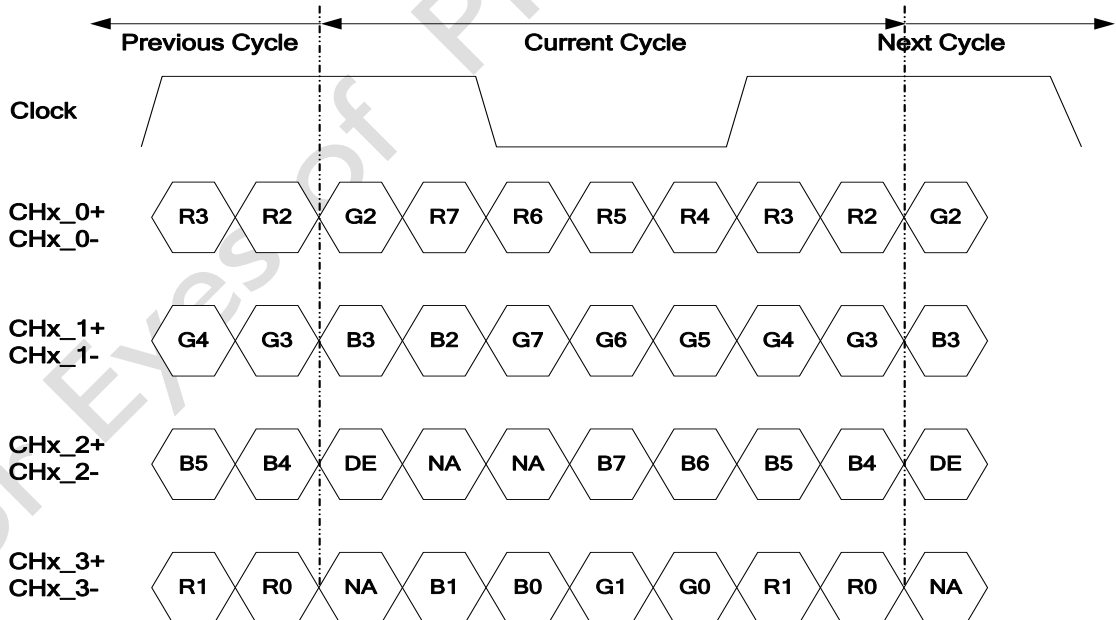 Previous Cycle Current Cycle Next Cycle
Clock
CHx_0+
CHx_0-
R3 R2 G2 R7 R6 R5 R4 R3 R2 G2
CHx_1+
CHx_1-
G4 G3 B3 B2 G7 G6 G5 G4 G3 B3
CHx_2+
CHx_2-
B5 B4 DE NA NA B7 B6 B5 B4 DE
CHx_3+
CHx_3-
R1 R0 NA B1 B0 G1 G0 R1 R0 NA
Eyes of